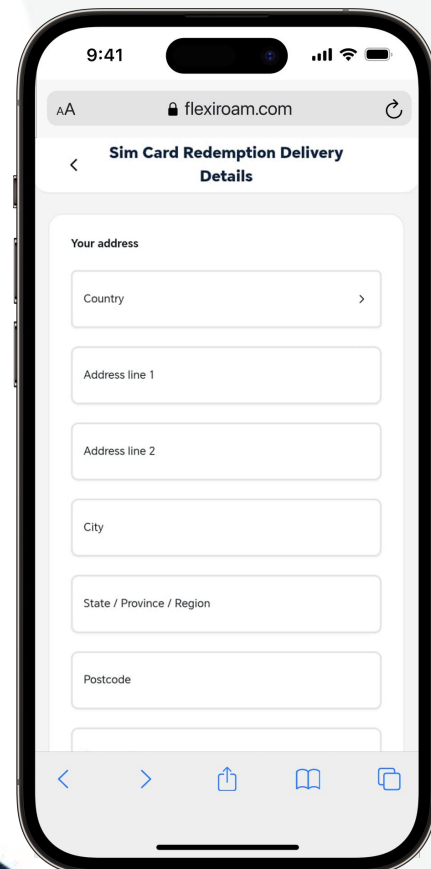 9:41
AA flexiroam.com
Sim Card Redemption Delivery
Details
Your address
Country
Address line 1
Address line 2
City
State / Province / Region
Postcode